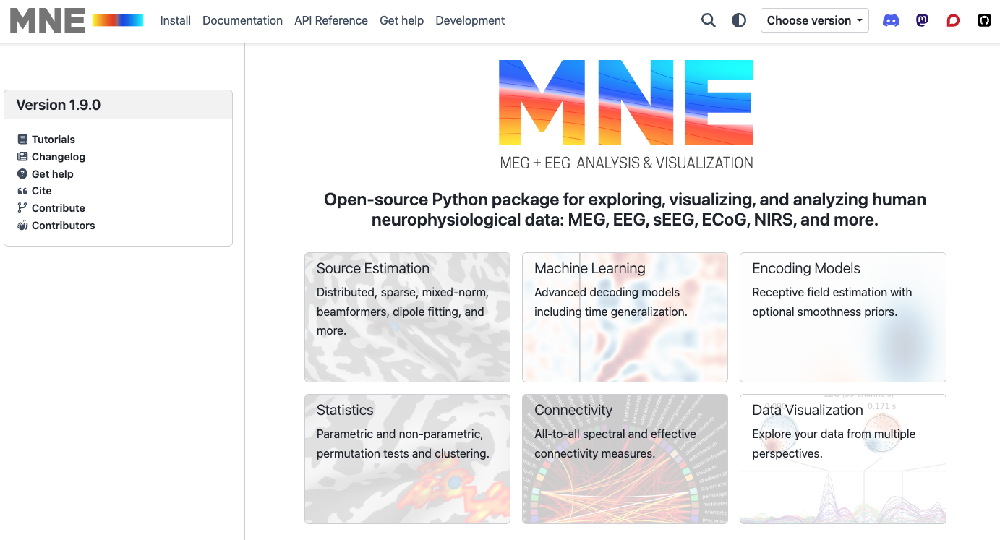 MNE
Install Documentation API Reference Get help Development
Choose version
Version 1.9.0
Tutorials
Changelog
Get help
Cite
Contribute
Contributors
MNE
MEG + EEG ANALYSIS & VISUALIZATION
Open-source Python package for exploring, visualizing, and analyzing human
neurophysiological data: MEG, EEG, sEEG, ECoG, NIRS, and more.
Source Estimation
Distributed, sparse, mixed-norm,
beamformers, dipole fitting, and
more.
Machine Learning
Advanced decoding models
including time generalization.
Encoding Models
Receptive field estimation with
optional smoothness priors.
Statistics
Parametric and non-parametric,
permutation tests and clustering.
Connectivity
All-to-all spectral and effective
connectivity measures.
insula-rh
Data Visualization
0.171 s
Explore your data from multiple
perspectives.